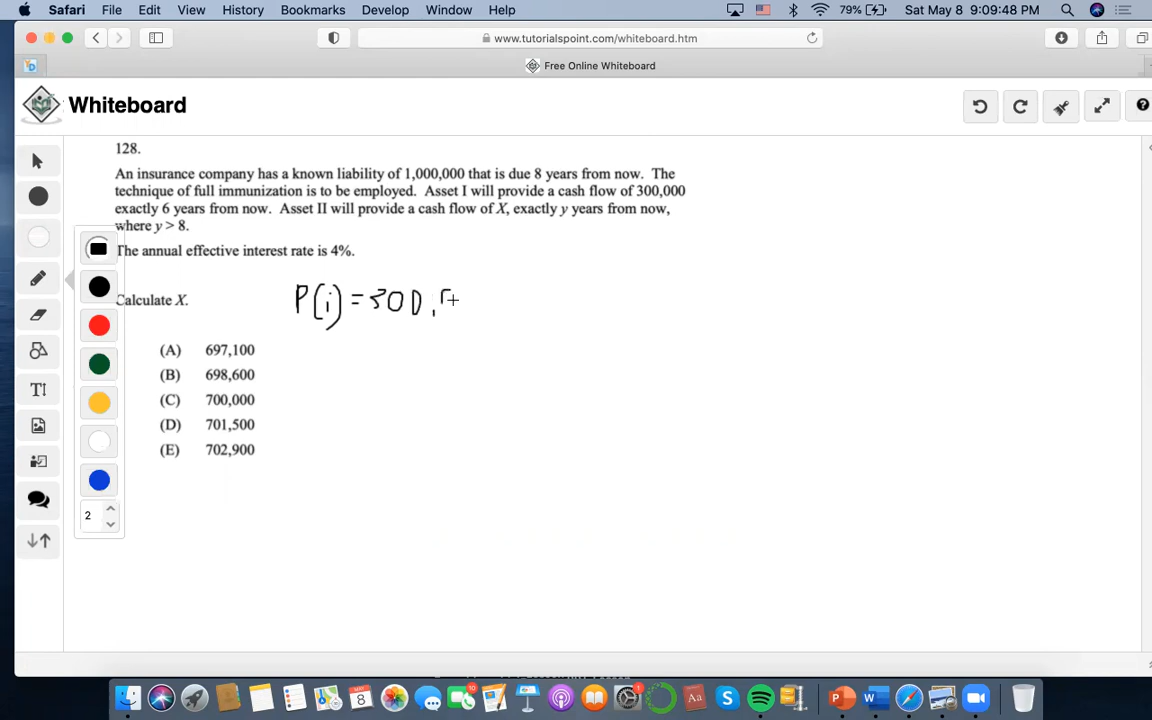 Safari File Edit View History Bookmarks Develop Window Help 79% Sat May 8 9:09:48 PM
www.tutorialspoint.com/whiteboard.htm
Free Online Whiteboard
Whiteboard
128.
An insurance company has a known liability of 1,000,000 that is due 8 years from now. The
technique of full immunization is to be employed. Asset I will provide a cash flow of 300,000
exactly 6 years from now. Asset II will provide a cash flow of X, exactly y years from now,
where y > 8.
The annual effective interest rate is 4%.
Calculate X.
P(i) = 300,
(A) 697,100
(B) 698,600
(C) 700,000
(D) 701,500
(E) 702,900
2